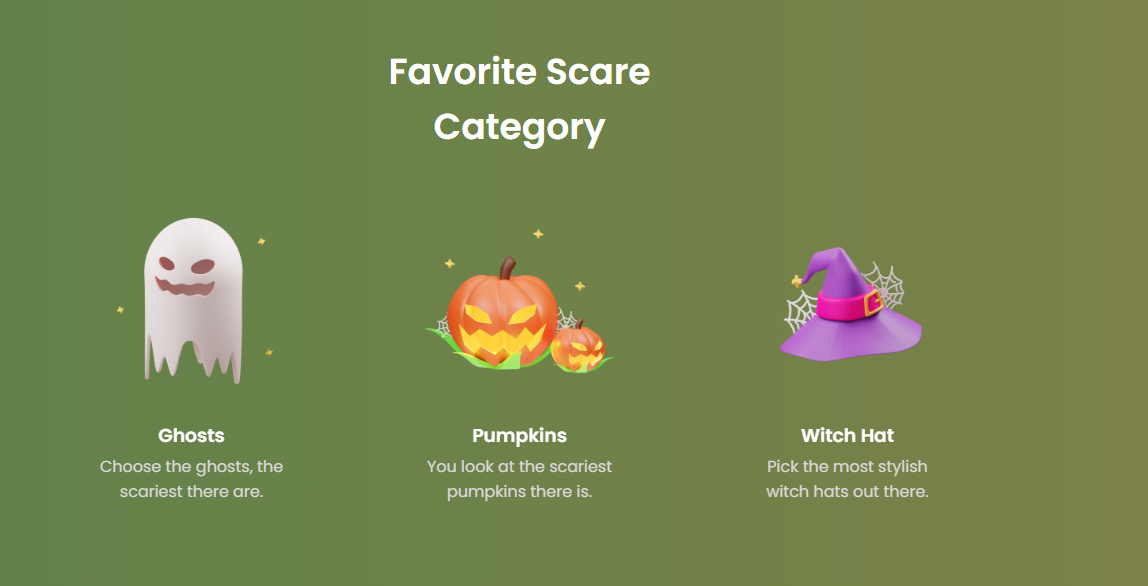 Favorite Scare
Category
Ghosts
Choose the ghosts, the
scariest there are.
Pumpkins
You look at the scariest
pumpkins there is.
Witch Hat
Pick the most stylish
witch hats out there.